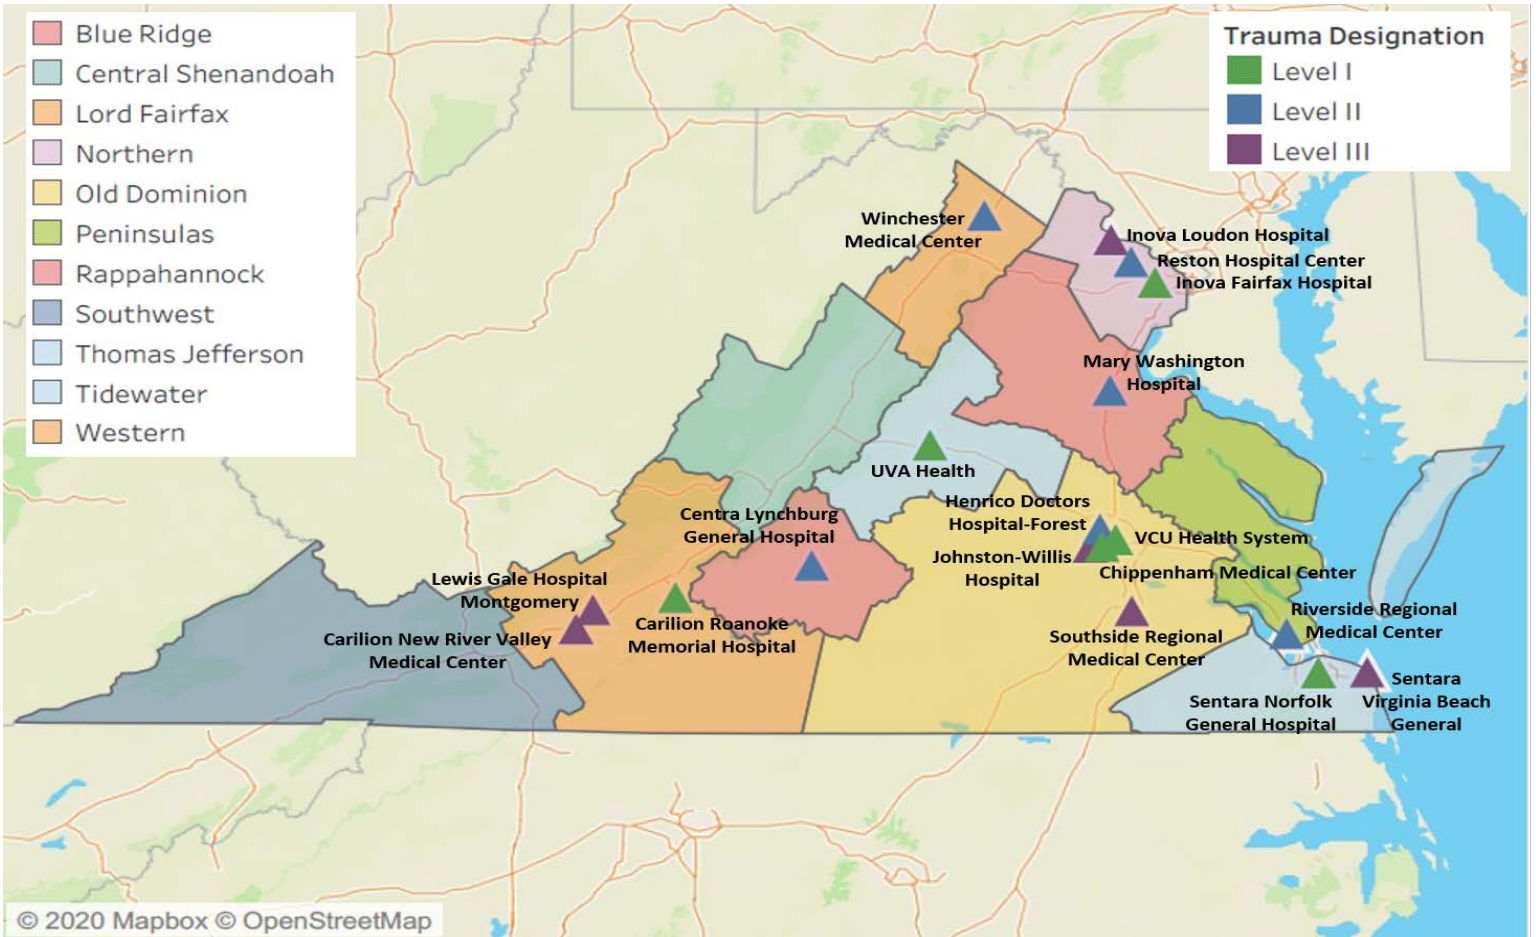 Blue Ridge
Central Shenandoah
Lord Fairfax
Northern
Old Dominion
Peninsulas
Rappahannock
Southwest
Thomas Jefferson
Tidewater
Western
Trauma Designation
Level I
Level II
Level III
Winchester
Medical Center
Inova Loudon Hospital
Reston Hospital Center
Inova Fairfax Hospital
Mary Washington
Hospital
UVA Health
Henrico Doctors
Hospital-Forest
Centra Lynchburg
General Hospital
VCU Health System
Johnston-Willis
Hospital
Chippenham Medical Center
Lewis Gale Hospital
Montgomery
Carilion Roanoke
Memorial Hospital
Carilion New River Valley
Medical Center
Southside Regional
Medical Center
Riverside Regional
Medical Center
Sentara Norfolk
General Hospital
Sentara
Virginia Beach
General
© 2020 Mapbox © OpenStreetMap